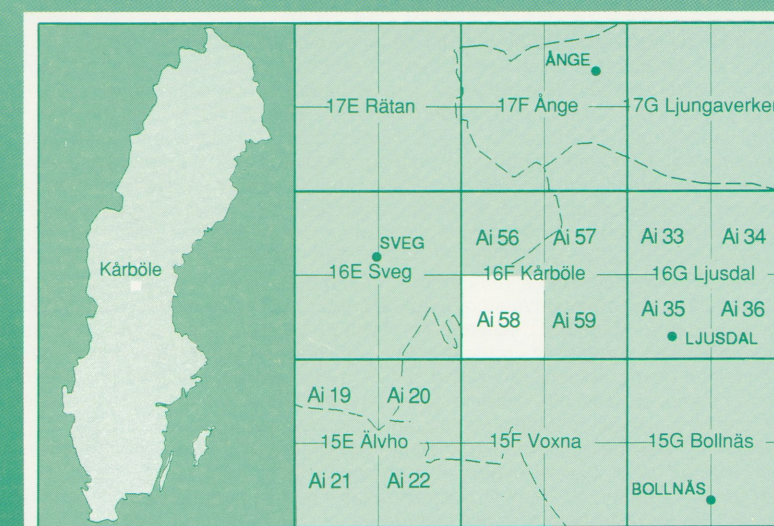 ÅNGE
17E Rätan
17F Ånge
17G Ljungaverken
Kårböle
SVEG
Ai 56
Ai 57
Ai 33
Ai 34
16E Sveg
16F Kårböle
16G Ljusdal
Ai 58
Ai 59
Ai 35
Ai 36
LJUSDAL
Ai 19
Ai 20
15E Älvho
15F Voxna
15G Bollnäs
Ai 21
Ai 22
BOLLNÄS